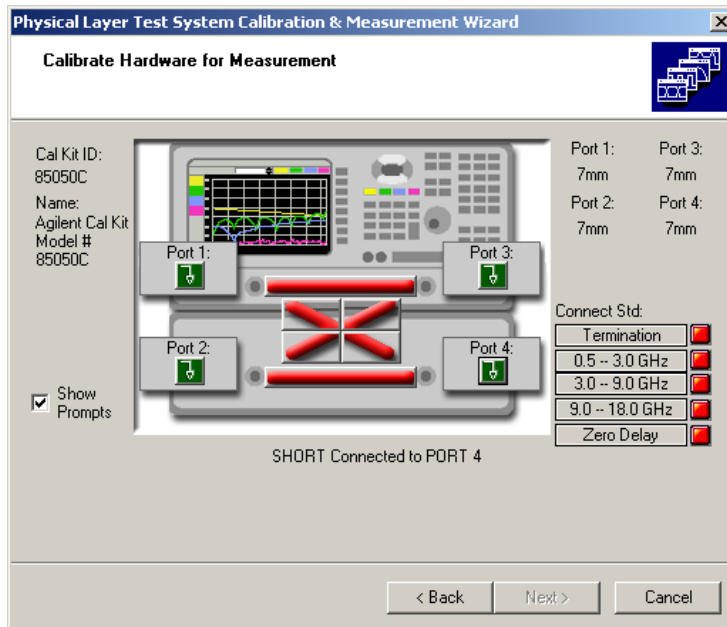 Physical Layer Test System Calibration & Measurement Wizard
Calibrate Hardware for Measurement
Cal Kit ID:
85050C
Name:
Agilent Cal Kit
Model #
85050C
Show
Prompts
Port 1:
Port 3:
Port 2:
Port 4:
SHORT Connected to PORT 4
Port 1:
Port 3:
7mm
7mm
Port 2:
Port 4:
7mm
7mm
Connect Std:
Termination
0.5 -- 3.0 GHz
3.0 -- 9.0 GHz
9.0 -- 18.0 GHz
Zero Delay
< Back
Next >
Cancel